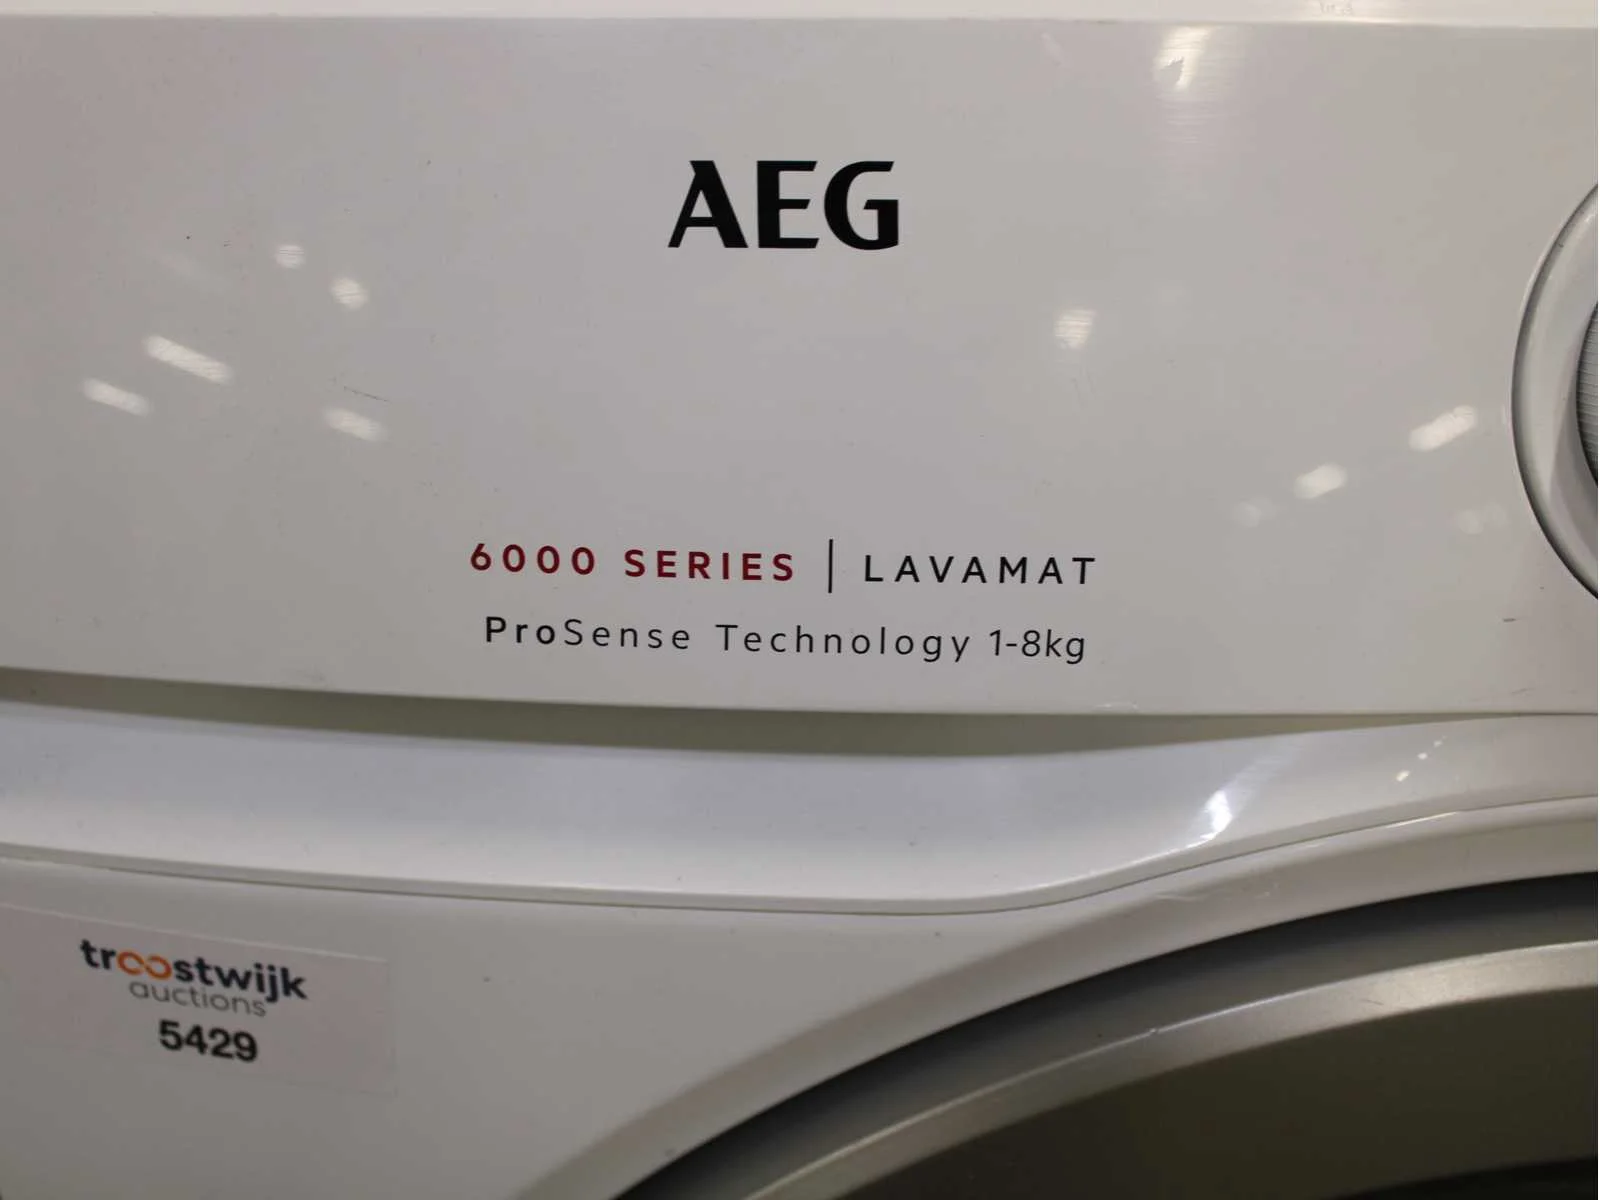 AEG
6000 SERIES | LAVAMAT
ProSense Technology 1-8kg
troostwijk
auctions
5429